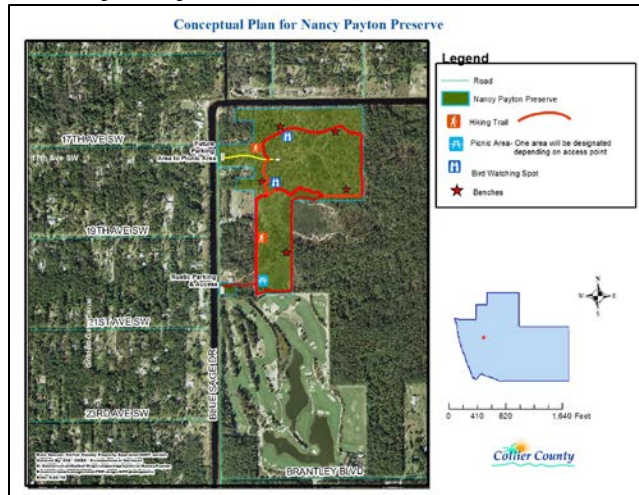 Conceptual Plan for Nancy Payton Preserve
Legend
Road
Nancy Payton Preserve
Hiking Trail
Picnic Area- One area will be designated
depending on access point
Bird Watching Spot
Benches
17TH AVE SW
17th Ave SW
Future
Parking
Area to Picnic Area
19TH AVE SW
Rustic Parking
& Access
21ST AVE SW
23RD AVE SW
BLUE SAGE DR
BRANTLEY BLVD
N
W
E
S
0 410 820 1,640 Feet
Collier County